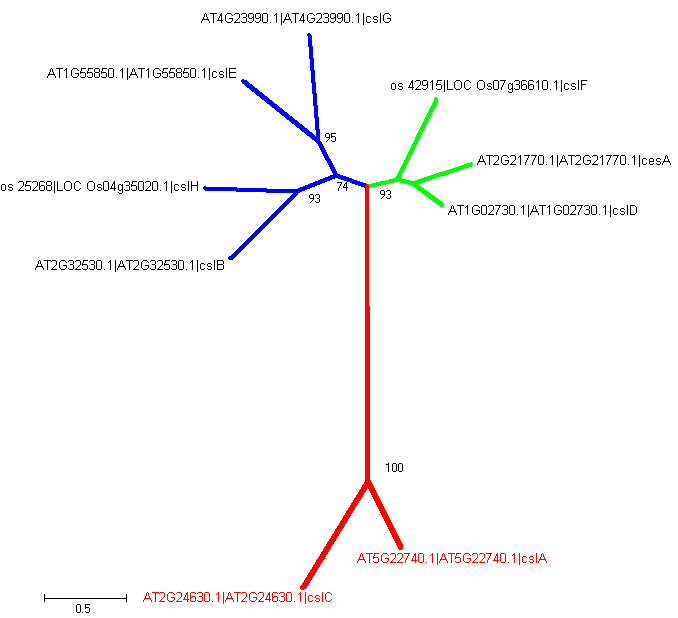 AT4G23990.1|AT4G23990.1|cslG
AT1G55850.1|AT1G55850.1|cslE
os 42915|LOC Os07g36610.1|cslF
95
AT2G21770.1|AT2G21770.1|cesA
os 25268|LOC Os04g35020.1|cslH
74
93
93
AT1G02730.1|AT1G02730.1|cslD
AT2G32530.1|AT2G32530.1|cslB
100
AT5G22740.1|AT5G22740.1|cslA
AT2G24630.1|AT2G24630.1|cslC
0.5